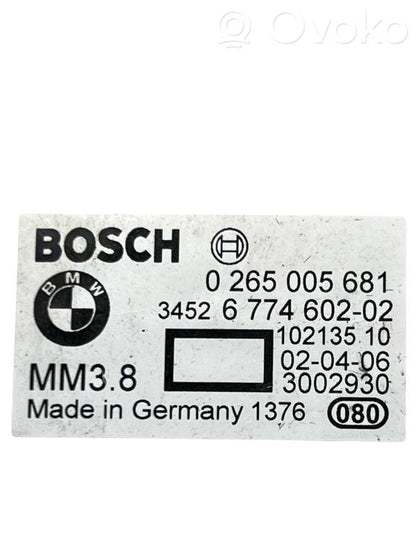 Ovoko
BOSCH
BMW
0 265 005 681
3452 6 774 602-02
102135 10
02-04-06
MM3.8
3002930
Made in Germany 1376
080